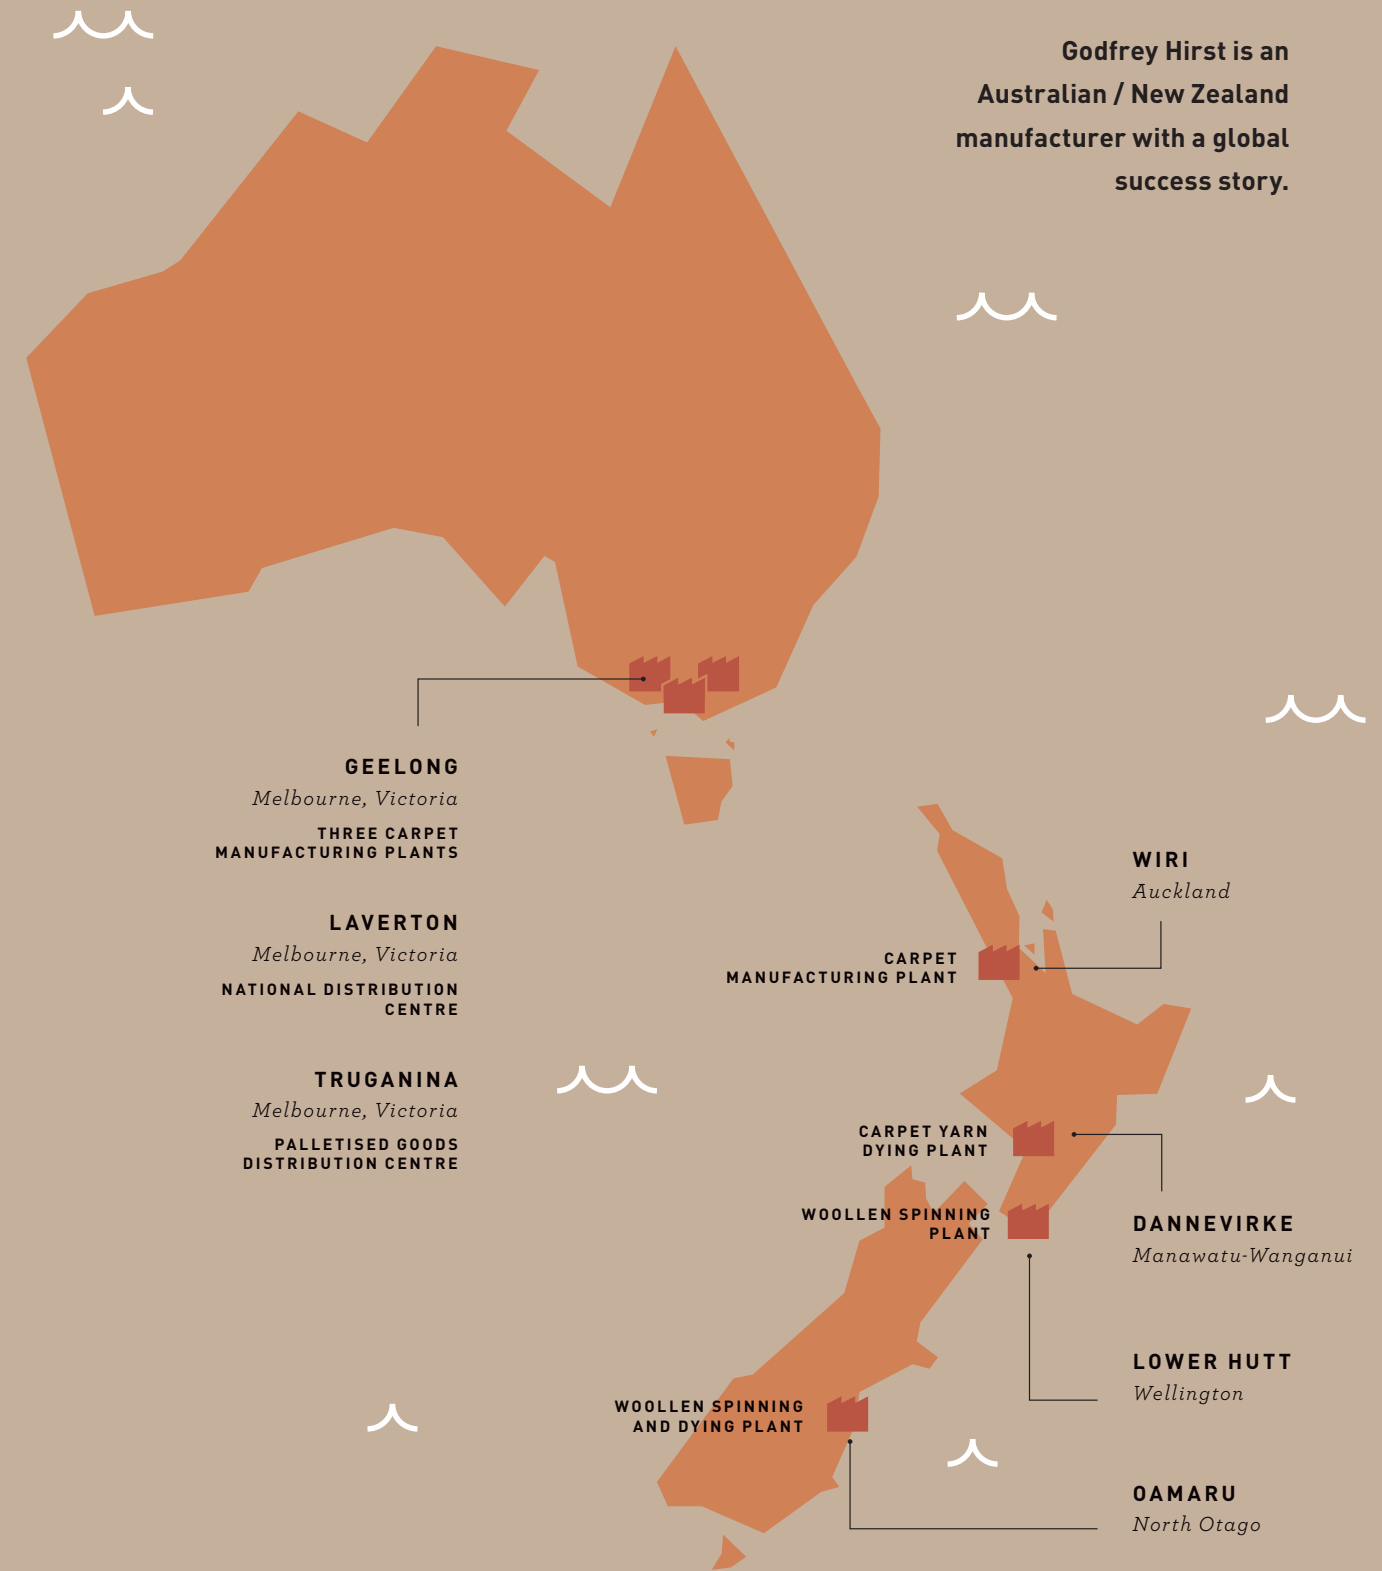 Godfrey Hirst is an
Australian / New Zealand
manufacturer with a global
success story.
GEELONG
Melbourne, Victoria
THREE CARPET
MANUFACTURING PLANTS
LAVERTON
Melbourne, Victoria
NATIONAL DISTRIBUTION
CENTRE
TRUGANINA
Melbourne, Victoria
PALLETISED GOODS
DISTRIBUTION CENTRE
WIRI
Auckland
CARPET
MANUFACTURING PLANT
CARPET YARN
DYING PLANT
DANNEVIRKE
Manawatu-Wanganui
WOOLLEN SPINNING
PLANT
LOWER HUTT
Wellington
WOOLLEN SPINNING
AND DYING PLANT
OAMARU
North Otago